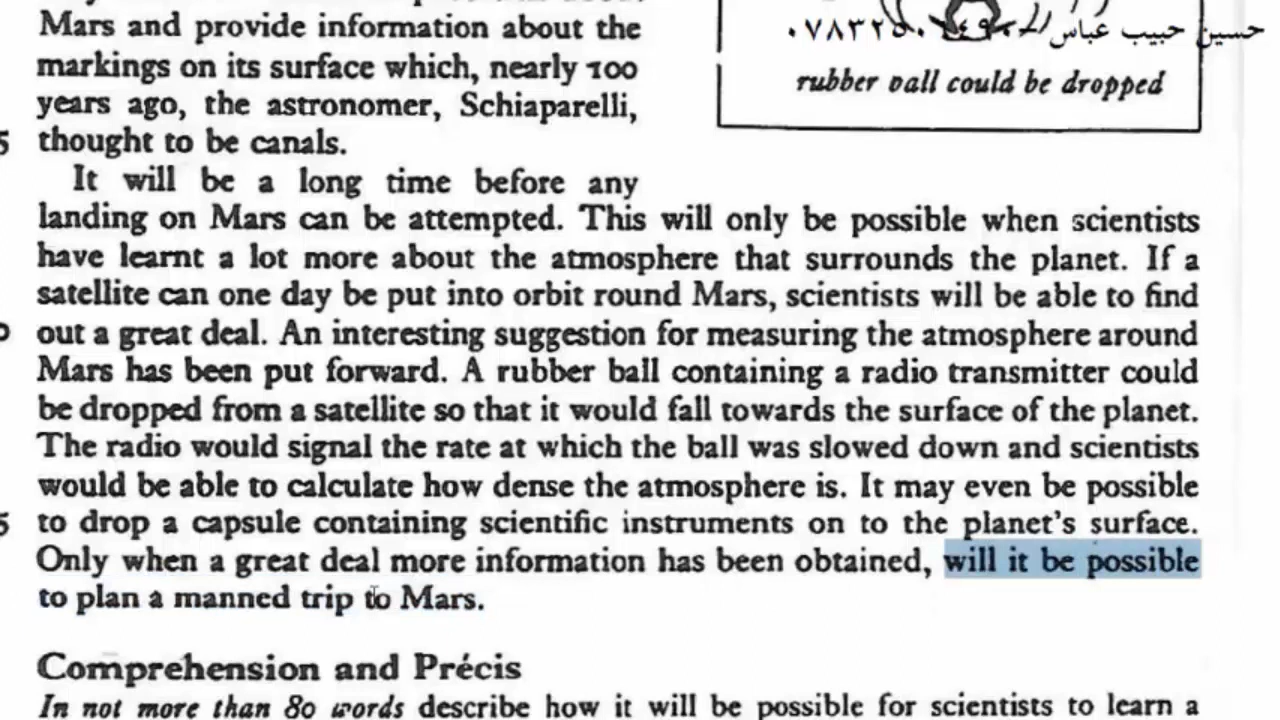 Mars and provide information about the
markings on its surface which, nearly 100
years ago, the astronomer, Schiaparelli,
5 thought to be canals.
حسين حبيب عباس
rubber ball could be dropped
It will be a long time before any
landing on Mars can be attempted. This will only be possible when scientists
have learnt a lot more about the atmosphere that surrounds the planet. If a
satellite can one day be put into orbit round Mars, scientists will be able to find
out a great deal. An interesting suggestion for measuring the atmosphere around
Mars has been put forward. A rubber ball containing a radio transmitter could
be dropped from a satellite so that it would fall towards the surface of the planet.
The radio would signal the rate at which the ball was slowed down and scientists
would be able to calculate how dense the atmosphere is. It may even be possible
5 to drop a capsule containing scientific instruments on to the planet's surface.
Only when a great deal more information has been obtained, will it be possible
to plan a manned trip to Mars.
Comprehension and Précis
In not more than 80 words describe how it will be possible for scientists to learn a